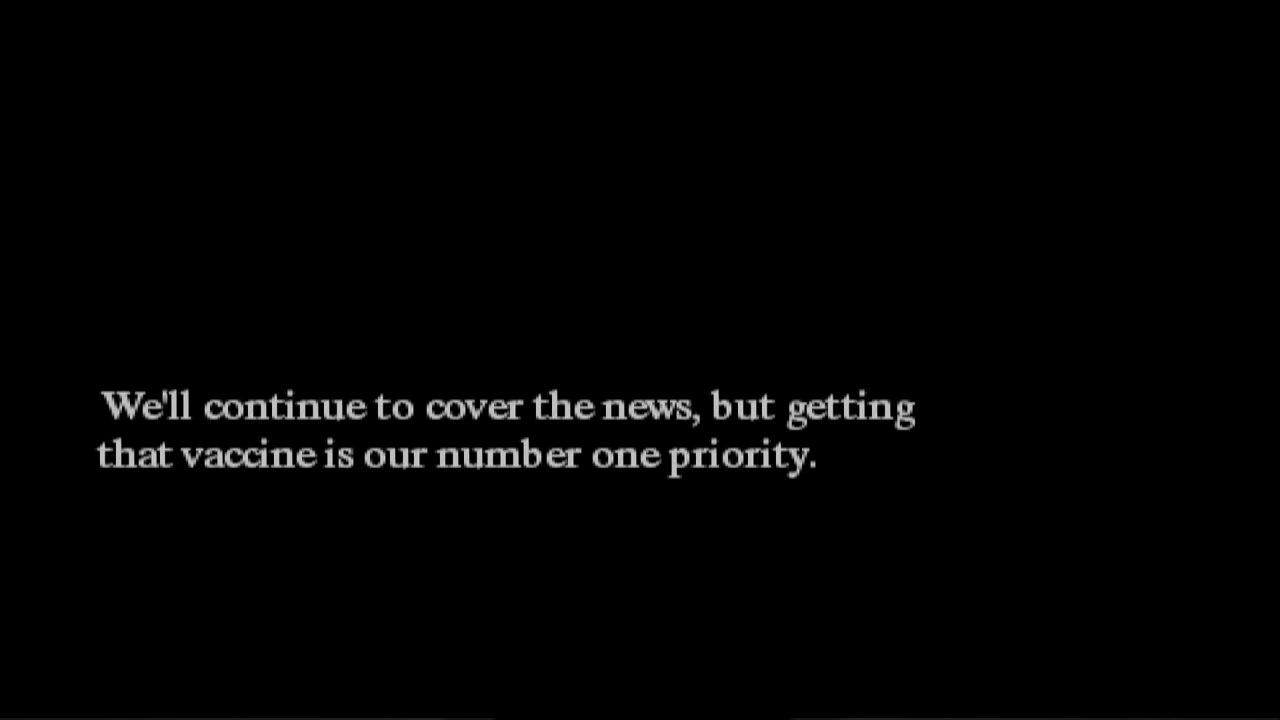 We'll continue to cover the news, but getting
that vaccine is our number one priority.